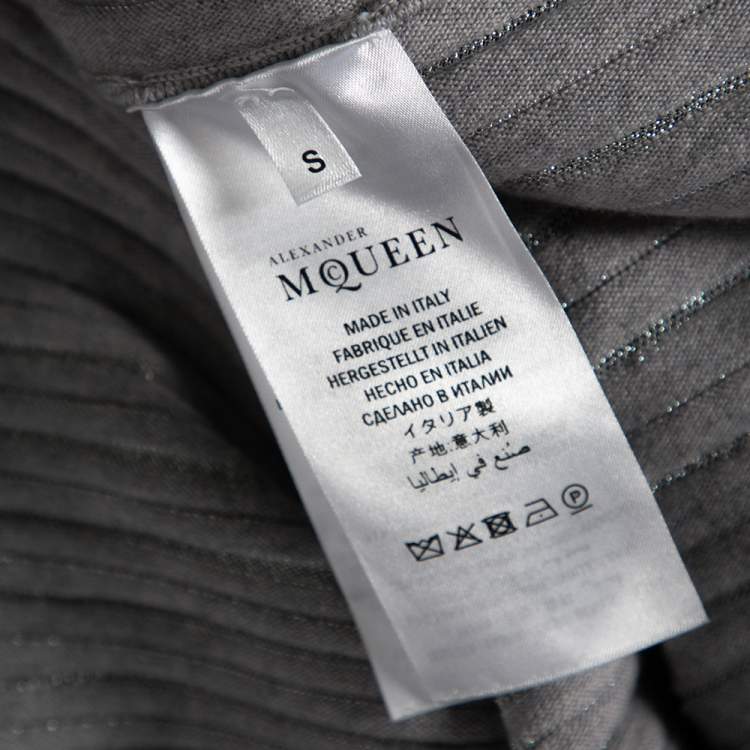 S
ALEXANDER
MCQUEEN
MADE IN ITALY
FABRIQUE EN ITALIE
HERGESTELLT IN ITALIEN
HECHO EN ITALIA
СДЕЛАНО В ИТАЛИИ
イタリア製
产地:意大利
صُنع في إيطاليا
P